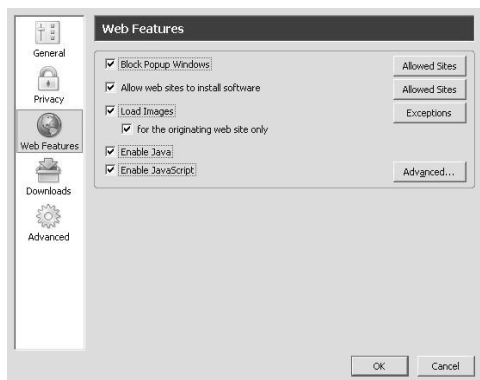 General
Privacy
Web Features
Downloads
Advanced
Web Features
Block Popup Windows
Allowed Sites
Allow web sites to install software
Allowed Sites
Load Images
Exceptions
for the originating web site only
Enable Java
Enable JavaScript
Advanced...
OK
Cancel